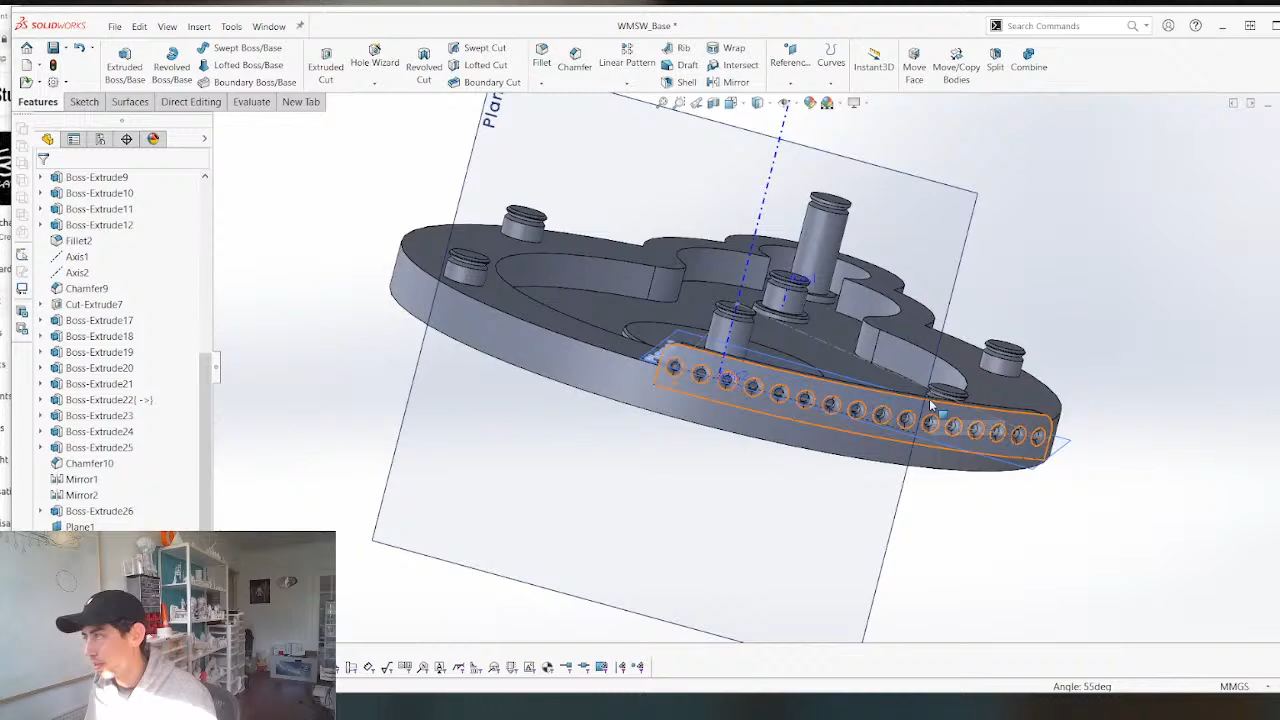 SOLIDWORKS
File
Edit
View
Insert
Tools
Window
WMSW_Base *
Search Commands
Extruded Boss/Base
Revolved Boss/Base
Swept Boss/Base
Lofted Boss/Base
Boundary Boss/Base
Extruded Cut
Hole Wizard
Revolved Cut
Swept Cut
Lofted Cut
Boundary Cut
Fillet
Chamfer
Linear Pattern
Rib
Draft
Shell
Wrap
Intersect
Mirror
Referenc...
Curves
Instant3D
Move Face
Move/Copy Bodies
Split
Combine
Features
Sketch
Surfaces
Direct Editing
Evaluate
New Tab
Boss-Extrude9
Boss-Extrude10
Boss-Extrude11
Boss-Extrude12
Fillet2
Axis1
Axis2
Chamfer9
Cut-Extrude7
Boss-Extrude17
Boss-Extrude18
Boss-Extrude19
Boss-Extrude20
Boss-Extrude21
Boss-Extrude22{ ->}
Boss-Extrude23
Boss-Extrude24
Boss-Extrude25
Chamfer10
Mirror1
Mirror2
Boss-Extrude26
Plane1
Plan
Angle: 55deg
MMGS